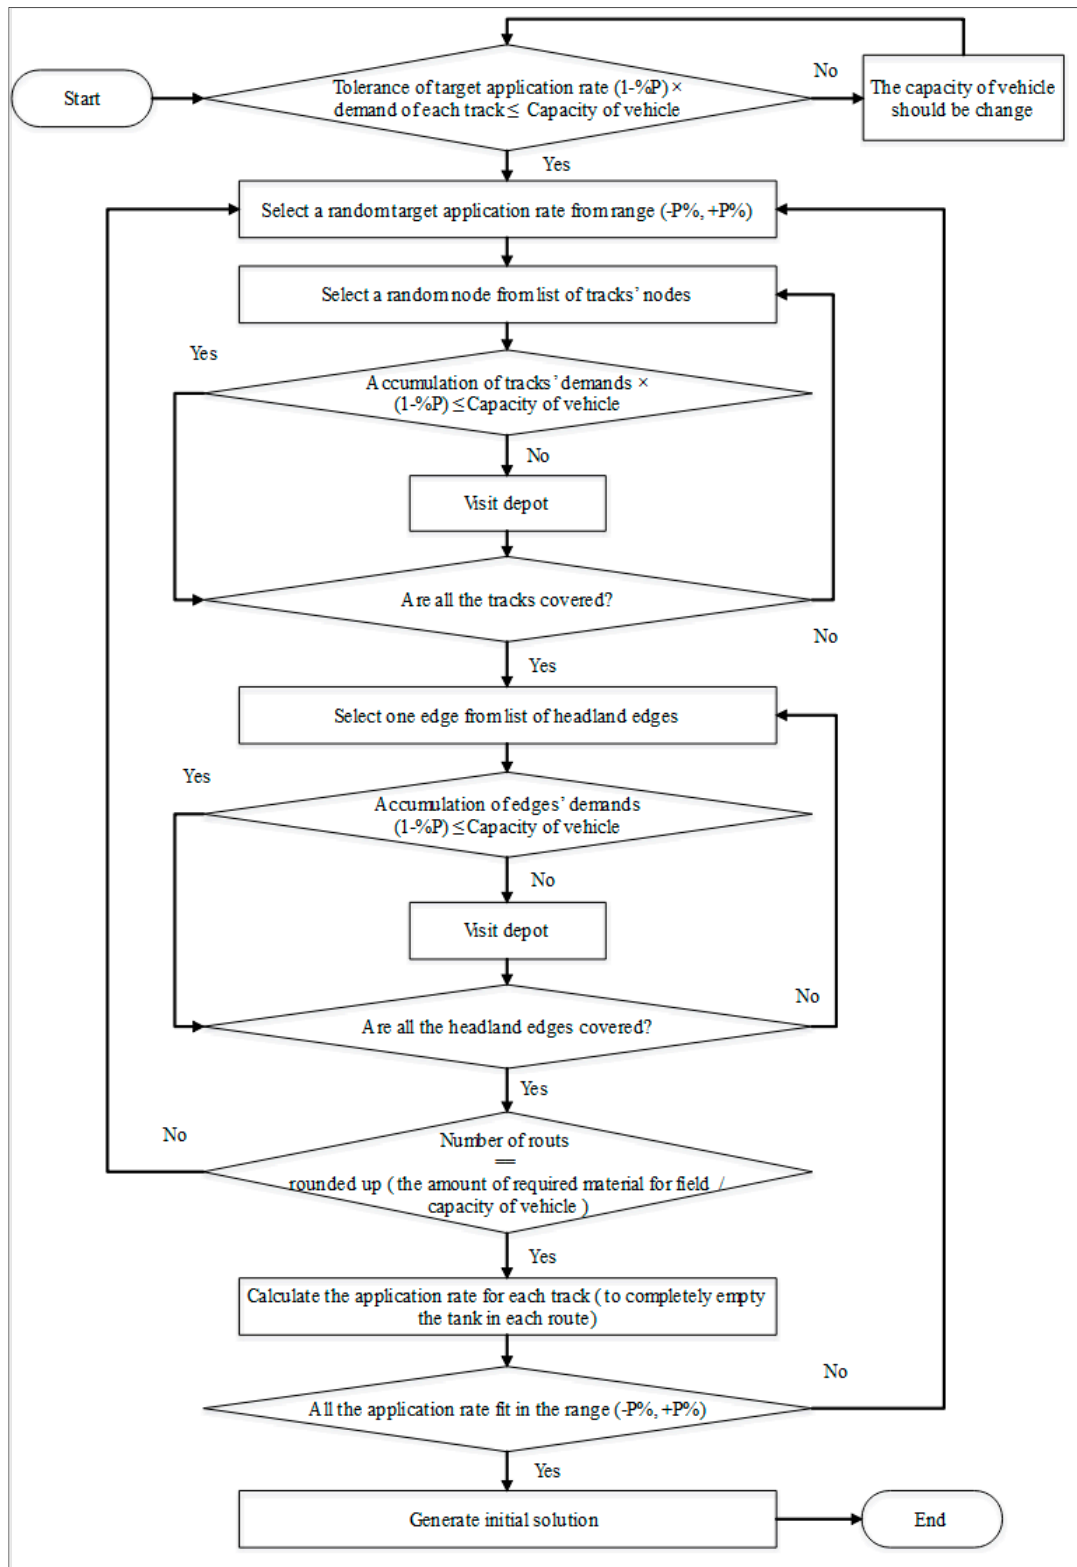 Start
Tolerance of target application rate (1-%P) ×
demand of each track ≤ Capacity of vehicle
No
The capacity of vehicle
should be change
Yes
Select a random target application rate from range (-P%, +P%)
Select a random node from list of tracks’ nodes
Yes
Accumulation of tracks’ demands ×
(1-%P) ≤ Capacity of vehicle
No
Visit depot
Are all the tracks covered?
No
Yes
Select one edge from list of headland edges
Yes
Accumulation of edges’ demands
(1-%P) ≤ Capacity of vehicle
No
Visit depot
No
Are all the headland edges covered?
Yes
No
Number of routs
==
rounded up ( the amount of required material for field /
capacity of vehicle )
Yes
Calculate the application rate for each track ( to completely empty
the tank in each route)
No
All the application rate fit in the range (-P%, +P%)
Yes
Generate initial solution
End